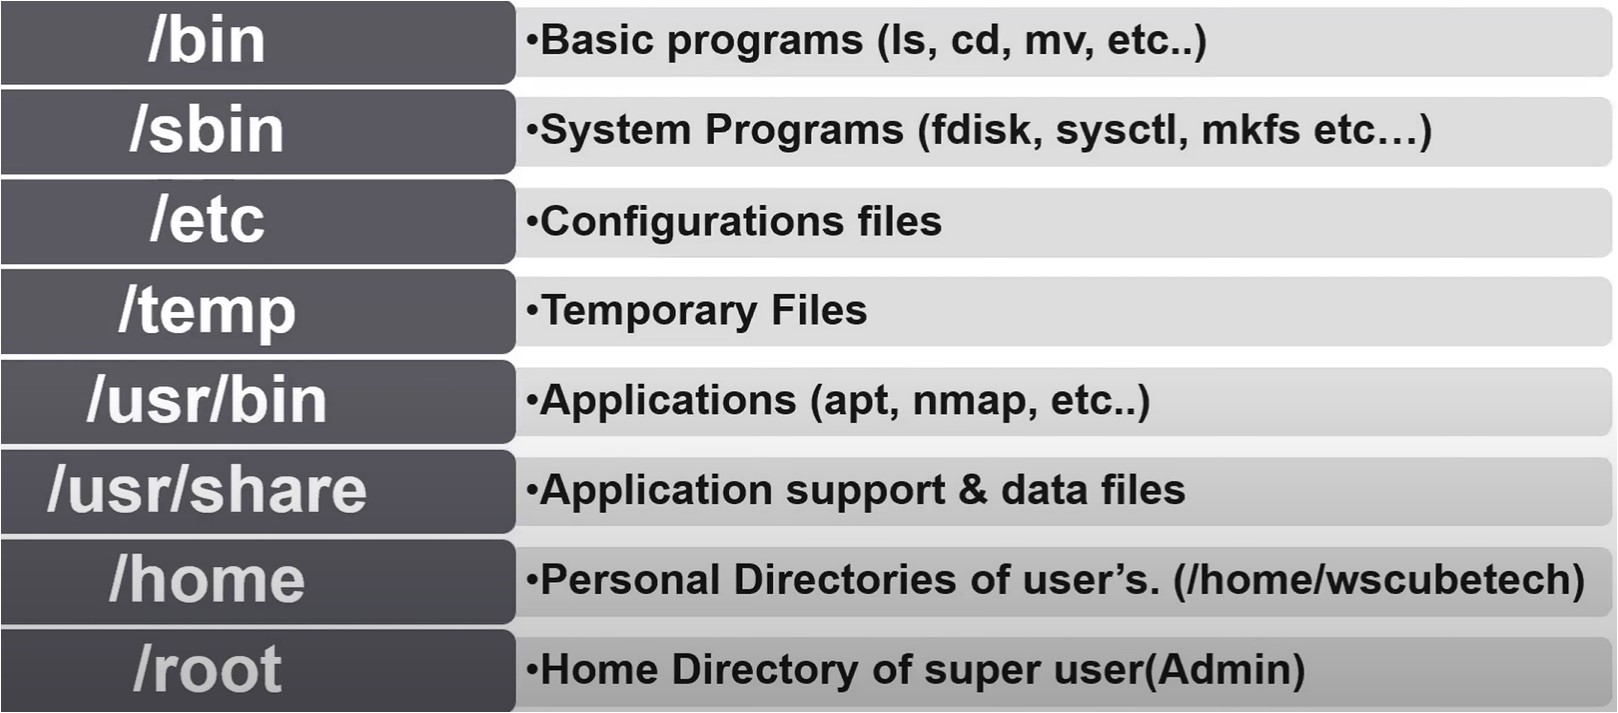 /bin
•Basic programs (ls, cd, mv, etc..)
/sbin
•System Programs (fdisk, sysctl, mkfs etc…)
/etc
•Configurations files
/temp
•Temporary Files
/usr/bin
•Applications (apt, nmap, etc..)
/usr/share
•Application support & data files
/home
•Personal Directories of user’s. (/home/wscubetech)
/root
•Home Directory of super user(Admin)